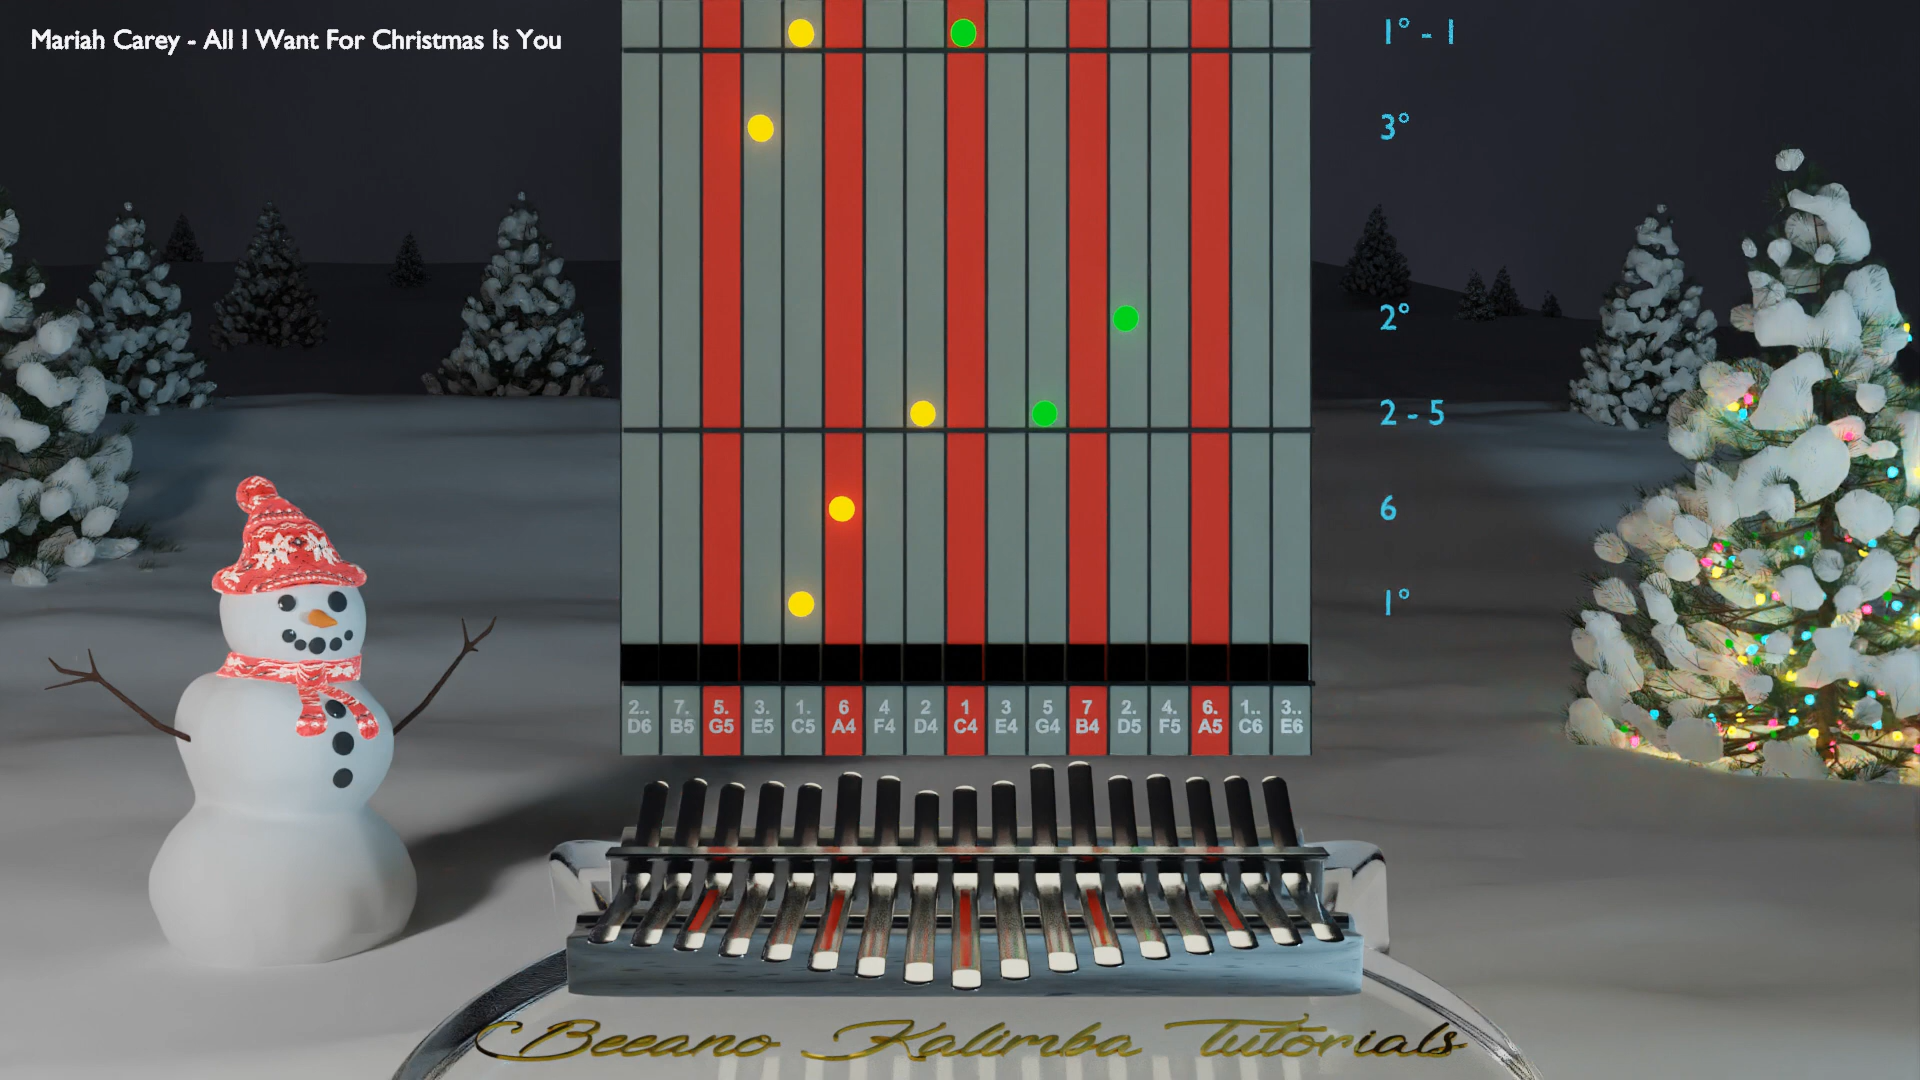 Mariah Carey - All I Want For Christmas Is You
1° - 1
3°
2°
2 - 5
6
1°
2.. 7. 5. 3. 1. 6 4 2 1 3 5 7 2. 4. 6. 1.. 3..
D6 B5 G5 E5 C5 A4 F4 D4 C4 E4 G4 B4 D5 F5 A5 C6 E6
Beeano Kalimba Tutorials